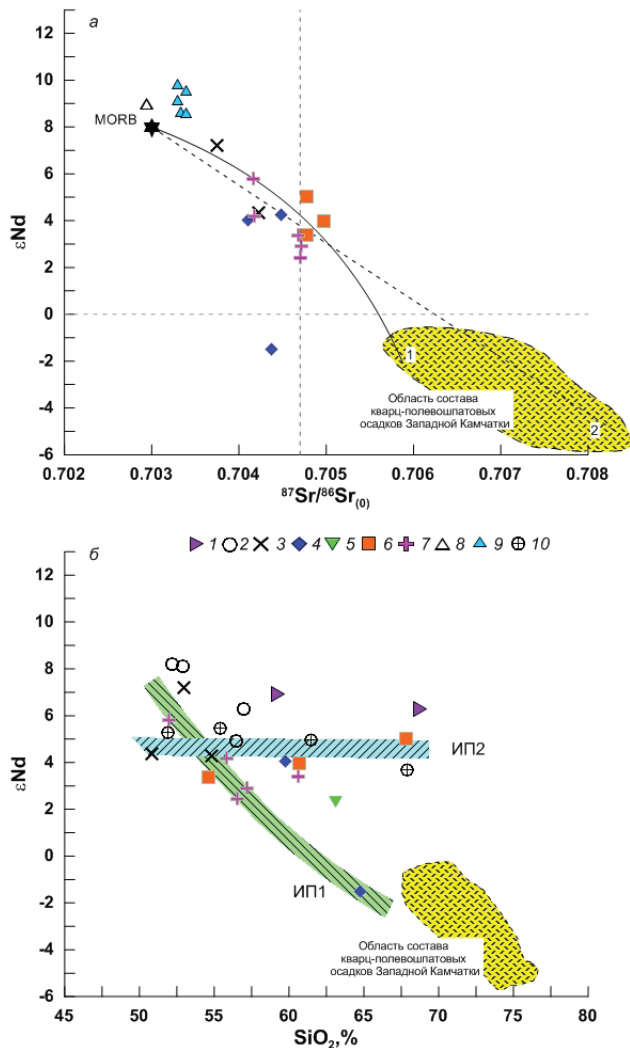 а
13
12
10
8
6
4
2
0
-2
-4
-6
εNd
MORB
1
Область состава
кварц-полевошпатовых
осадков Западной Камчатки
2
0.702 0.703 0.704 0.705 0.706 0.707 0.708
⁸⁷Sr/⁸⁶Sr₍₀₎
б
1 2 3 4 5 6 7 8 9 10
12
10
8
6
4
2
0
-2
-4
-6
εNd
ИП2
ИП1
Область состава
кварц-полевошпатовых
осадков Западной Камчатки
45 50 55 60 65 70 75 80
SiO₂,%